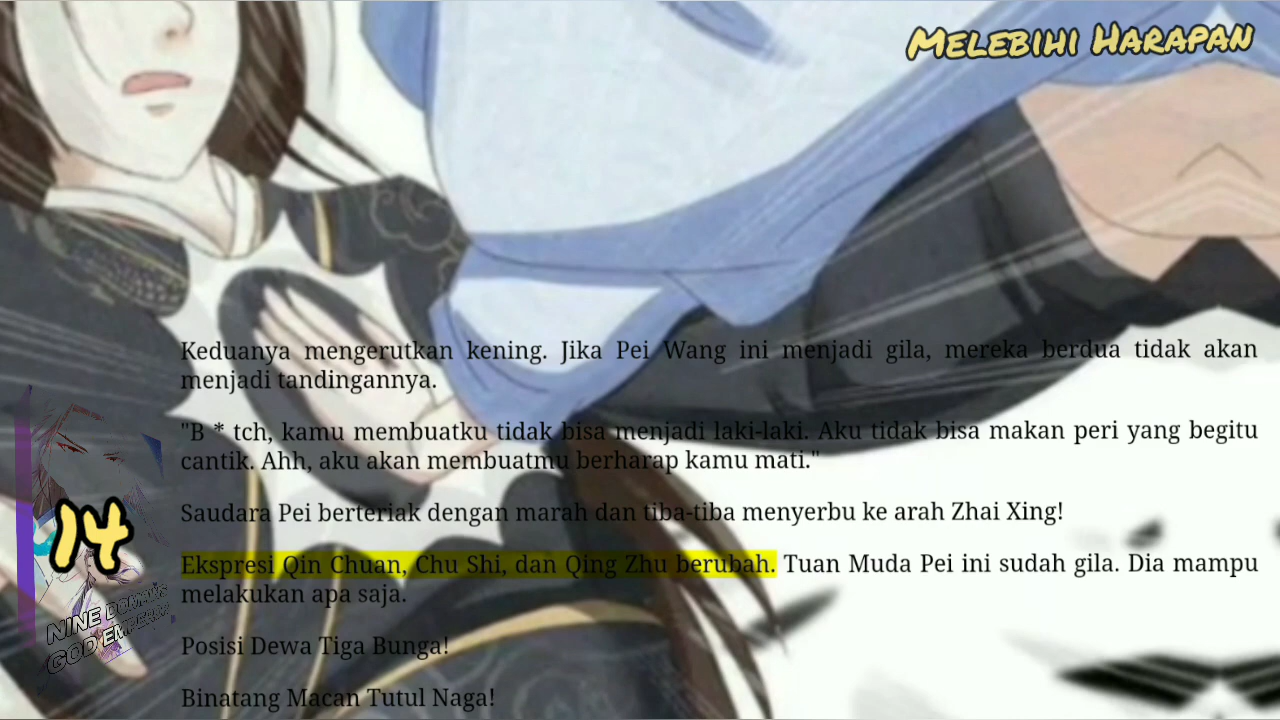 Melebihi Harapan
Keduanya mengerutkan kening. Jika Pei Wang ini menjadi gila, mereka berdua tidak akan
menjadi tandingannya.
"B * tch, kamu membuatku tidak bisa menjadi laki-laki. Aku tidak bisa makan peri yang begitu
cantik. Ahh, aku akan membuatmu berharap kamu mati."
Saudara Pei berteriak dengan marah dan tiba-tiba menyerbu ke arah Zhai Xing!
Ekspresi Qin Chuan, Chu Shi, dan Qing Zhu berubah. Tuan Muda Pei ini sudah gila. Dia mampu
melakukan apa saja.
Posisi Dewa Tiga Bunga!
Binatang Macan Tutul Naga!
14
NINE DOMAINS
GOD EMPEROR